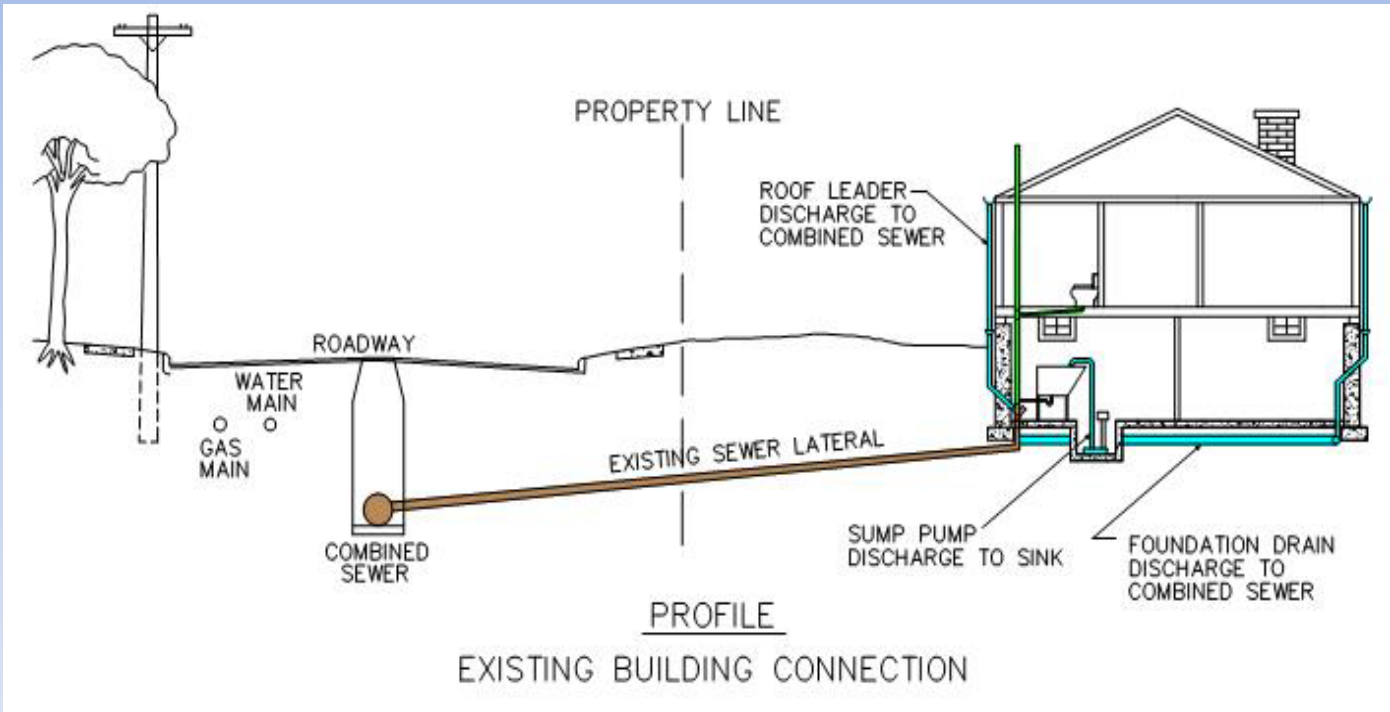 PROPERTY LINE
ROOF LEADER
DISCHARGE TO
COMBINED SEWER
ROADWAY
WATER
MAIN
GAS
MAIN
EXISTING SEWER LATERAL
COMBINED
SEWER
SUMP PUMP
DISCHARGE TO SINK
FOUNDATION DRAIN
DISCHARGE TO
COMBINED SEWER
PROFILE
EXISTING BUILDING CONNECTION